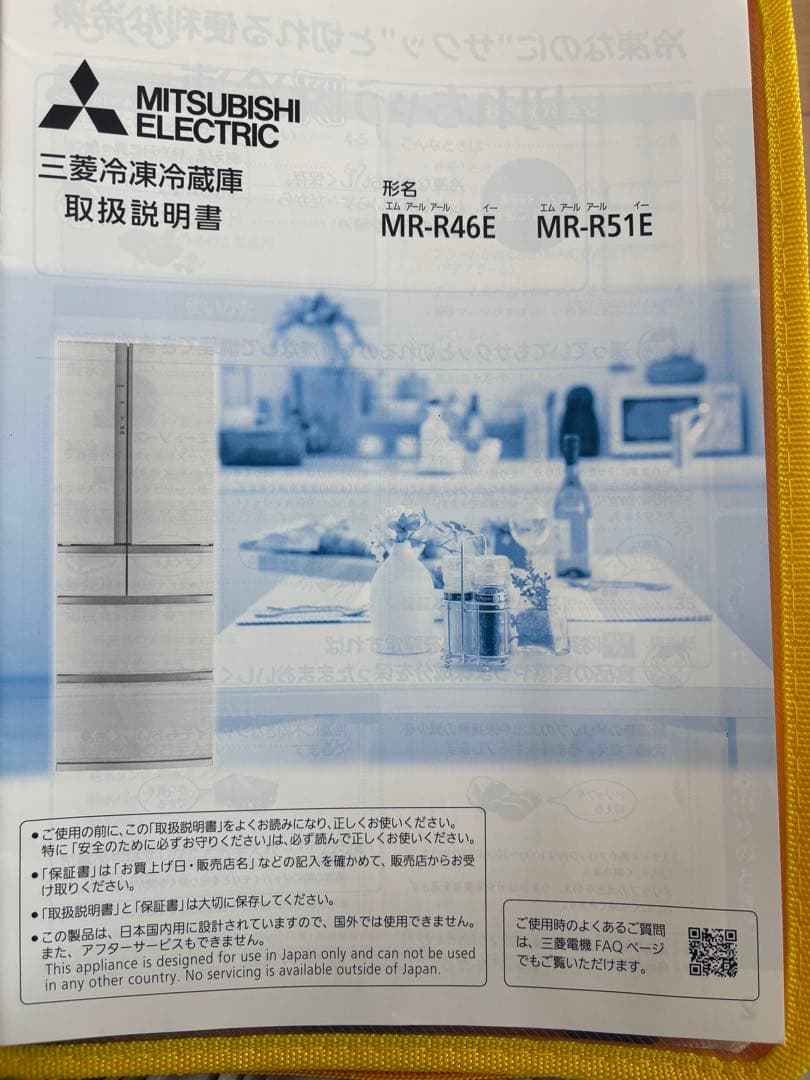 MITSUBISHI
ELECTRIC
三菱冷凍冷蔵庫
取扱説明書
形名
エム アール アール イー
MR-R46E
エム アール アール イー
MR-R51E
●ご使用の前に、この「取扱説明書」をよくお読みになり、正しくお使いください。
特に「安全のために必ずお守りください」は、必ず読んで正しくお使いください。
●「保証書」は「お買上げ日・販売店名」などの記入を確かめて、販売店からお受
け取りください。
●「取扱説明書」と「保証書」は大切に保存してください。
●この製品は、日本国内用に設計されていますので、国外では使用できません。
また、アフターサービスもできません。
This appliance is designed for use in Japan only and can not be used
in any other country. No servicing is available outside of Japan.
ご使用時のよくあるご質問
は、三菱電機 FAQ ページ
でもご覧いただけます。